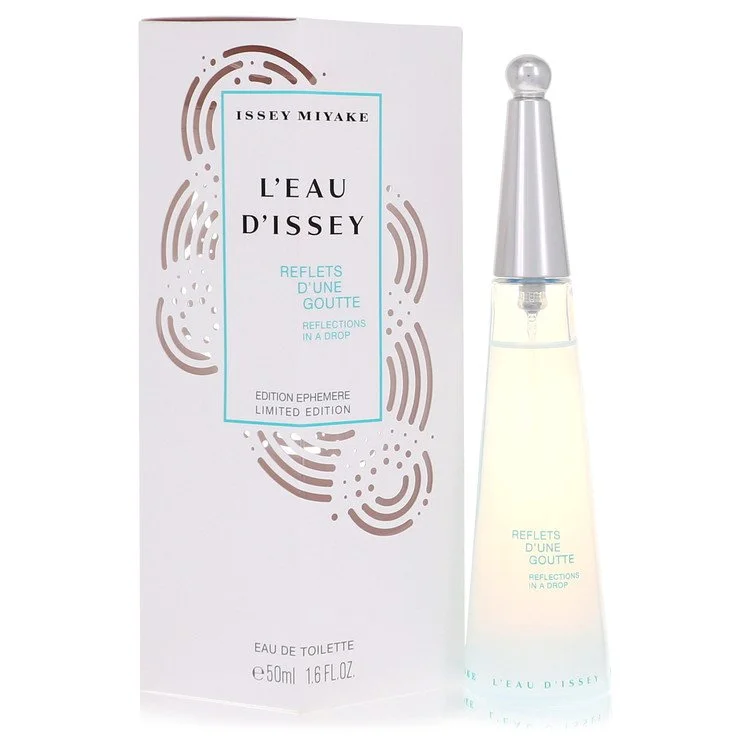 ISSEY MIYAKE
L'EAU
D'ISSEY
REFLETS
D'UNE
GOUTTE
REFLECTIONS
IN A DROP
EDITION EPHEMERE
LIMITED EDITION
EAU DE TOILETTE
℮50ml 1.6 FL.OZ.
REFLETS
D'UNE
GOUTTE
REFLECTIONS
IN A DROP
L'EAU D'ISSEY